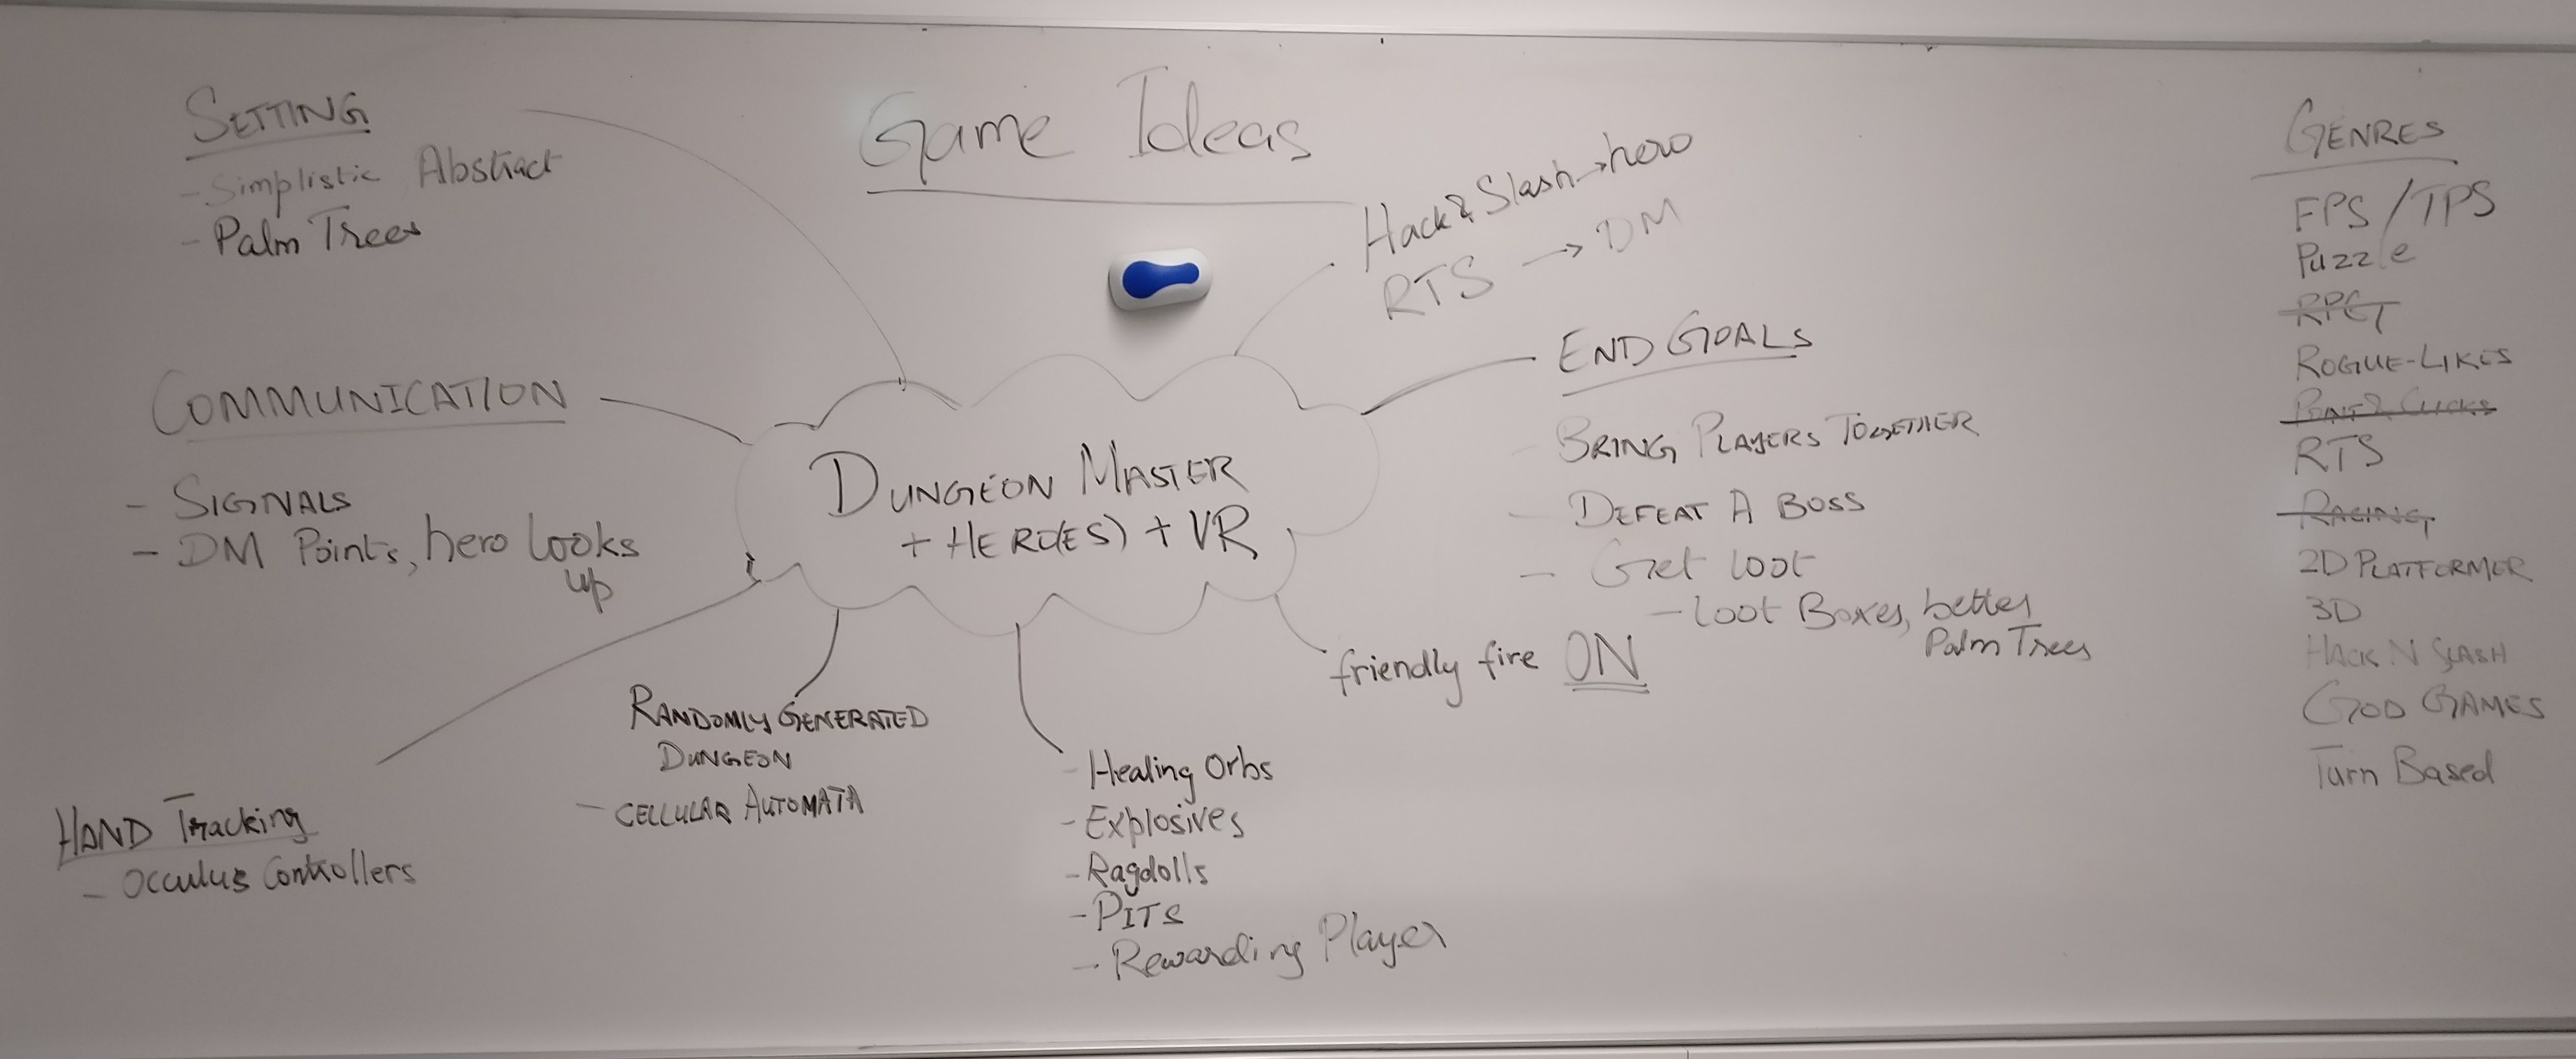 Game Ideas
SETTING
- Simplistic Abstract
- Palm Trees
COMMUNICATION
- SIGNALS
- DM Points, hero looks
up
HAND Tracking
- Occulus Controllers
DUNGEON MASTER
+ HERO(ES) + VR
RANDOMLY GENERATED
DUNGEON
- CELLULAR AUTOMATA
- Healing Orbs
- Explosives
- Ragdolls
- PITS
- Rewarding Player
friendly fire ON
Hack & Slash → hero
RTS → DM
END GOALS
- BRING PLAYERS TOGETHER
- DEFEAT A BOSS
- Get loot
- loot Boxes, better
Palm Trees
GENRES
FPS / TPS
Puzzle
RPG
ROGUE-LIKES
POINT & CLICKS
RTS
RACING
2D PLATFORMER
3D
HACK N SLASH
GOD GAMES
Turn Based